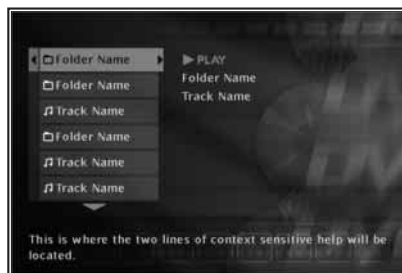 Folder Name
Folder Name
Track Name
Folder Name
Track Name
Track Name
PLAY
Folder Name
Track Name
This is where the two lines of context sensitive help will be
located.